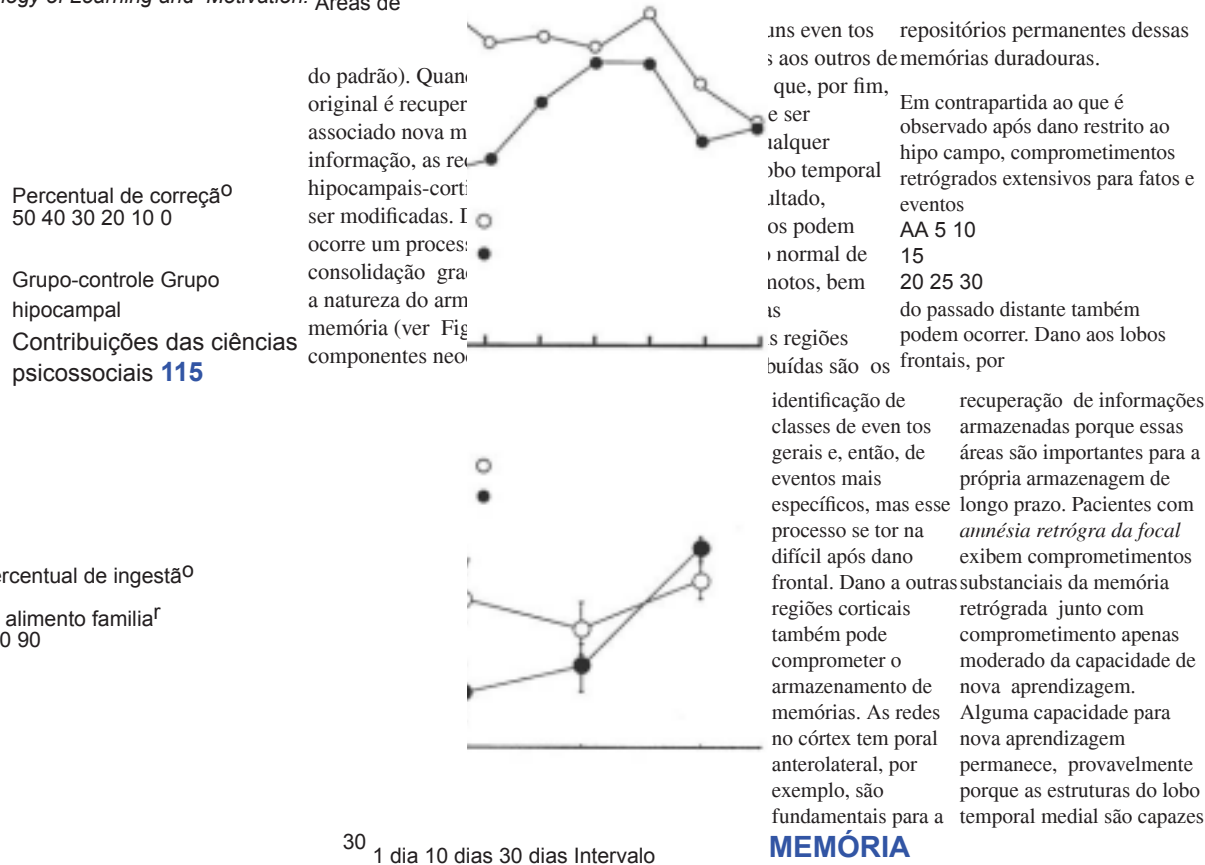 ology of Learning and Motivation. Áreas de
do padrão). Quan
original é recuper
associado nova m
informação, as re
hipocampais-corti
ser modificadas.
ocorre um process
consolidação gra
a natureza do arm
memória (ver Fig
componentes neo
Percentual de correção
50 40 30 20 10 0
Grupo-controle Grupo
hipocampal
Contribuições das ciências
psicossociais 115
uns even tos
s aos outros de
que, por fim,
e ser
ualquer
obo temporal
ultado,
os podem
normal de
notos, bem
as
s regiões
buídas são os
repositórios permanentes dessas
memórias duradouras.
Em contrapartida ao que é
observado após dano restrito ao
hipo campo, comprometimentos
retrógrados extensivos para fatos e
eventos
AA 5 10
15
20 25 30
do passado distante também
podem ocorrer. Dano aos lobos
frontais, por
ercentual de ingestão
alimento familiar
0 90
identificação de
classes de even tos
gerais e, então, de
eventos mais
específicos, mas esse
processo se tor na
difícil após dano
frontal. Dano a outras
regiões corticais
também pode
comprometer o
armazenamento de
memórias. As redes
no córtex tem poral
anterolateral, por
exemplo, são
fundamentais para a
recuperação de informações
armazenadas porque essas
áreas são importantes para a
própria armazenagem de
longo prazo. Pacientes com
amnésia retrógra da focal
exibem comprometimentos
substanciais da memória
retrógrada junto com
comprometimento apenas
moderado da capacidade de
nova aprendizagem.
Alguma capacidade para
nova aprendizagem
permanece, provavelmente
porque as estruturas do lobo
temporal medial são capazes
30 1 dia 10 dias 30 dias Intervalo
MEMÓRIA